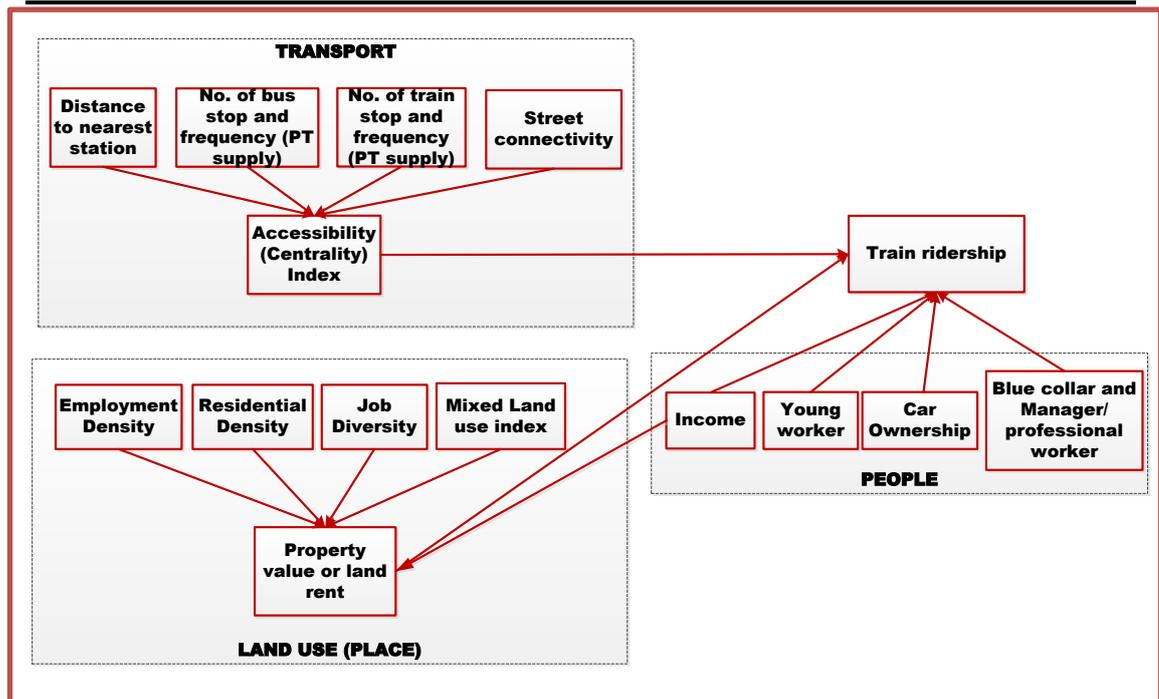 TRANSPORT
Distance
to nearest
station
No. of bus
stop and
frequency (PT
supply)
No. of train
stop and
frequency
(PT supply)
Street
connectivity
Accessibility
(Centrality)
Index
Train ridership
Employment
Density
Residential
Density
Job
Diversity
Mixed Land
use index
Property
value or land
rent
LAND USE (PLACE)
Income
Young
worker
Car
Ownership
Blue collar and
Manager/
professional
worker
PEOPLE